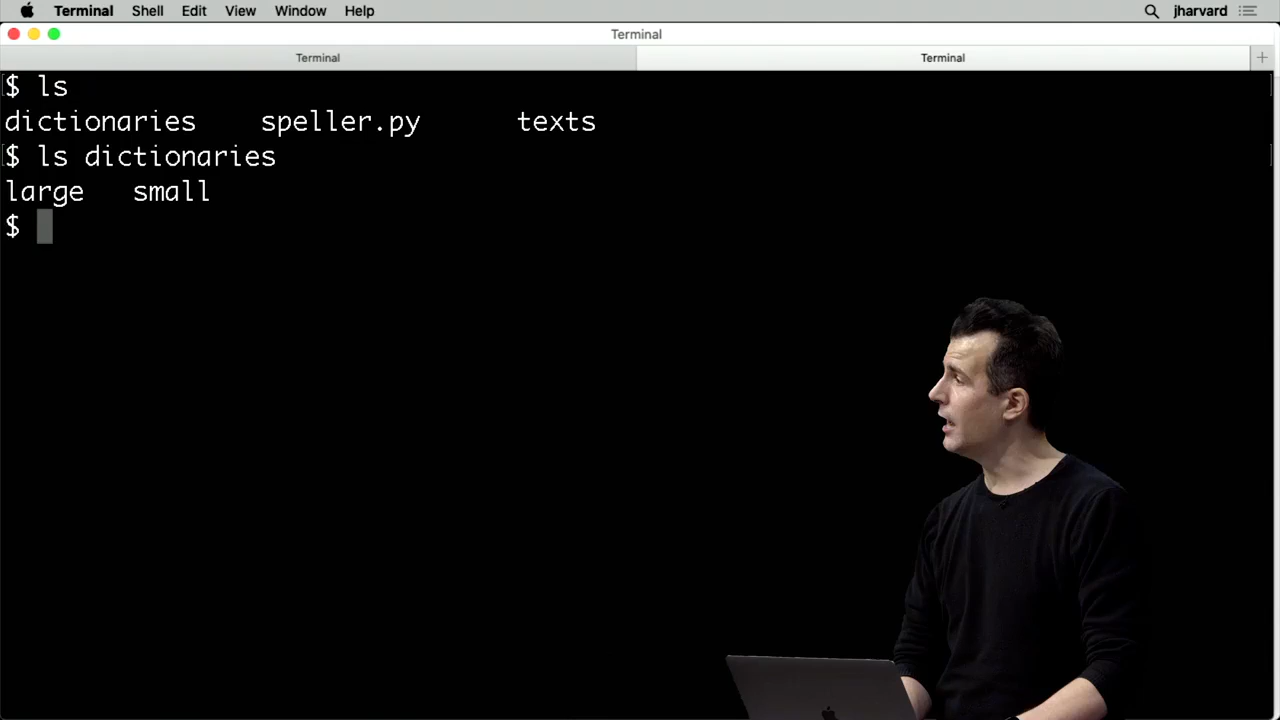 Terminal Shell Edit View Window Help jharvard
Terminal
Terminal Terminal +
$ ls
dictionaries speller.py texts
$ ls dictionaries
large small
$